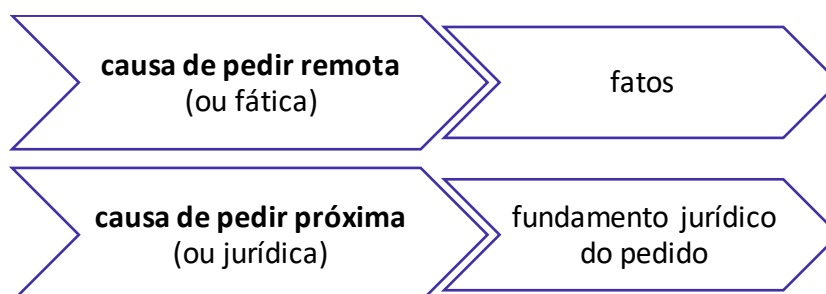 causa de pedir remota
(ou fática)
fatos
causa de pedir próxima
(ou jurídica)
fundamento jurídico
do pedido